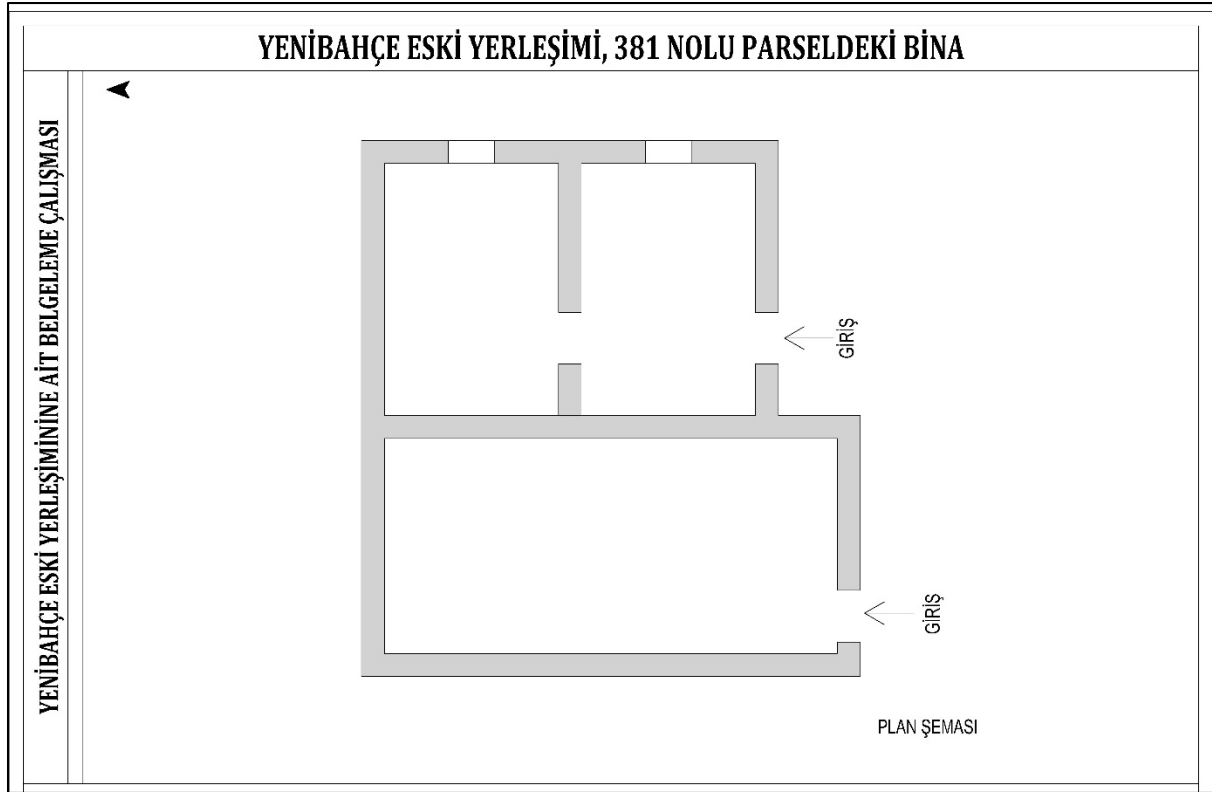 YENİBAHÇE ESKİ YERLEŞİMİ, 381 NOLU PARSELDEKİ BİNA
YENİBAHÇE ESKİ YERLEŞİMİNİNE AİT BELGELEME ÇALIŞMASI
GİRİŞ
GİRİŞ
PLAN ŞEMASI